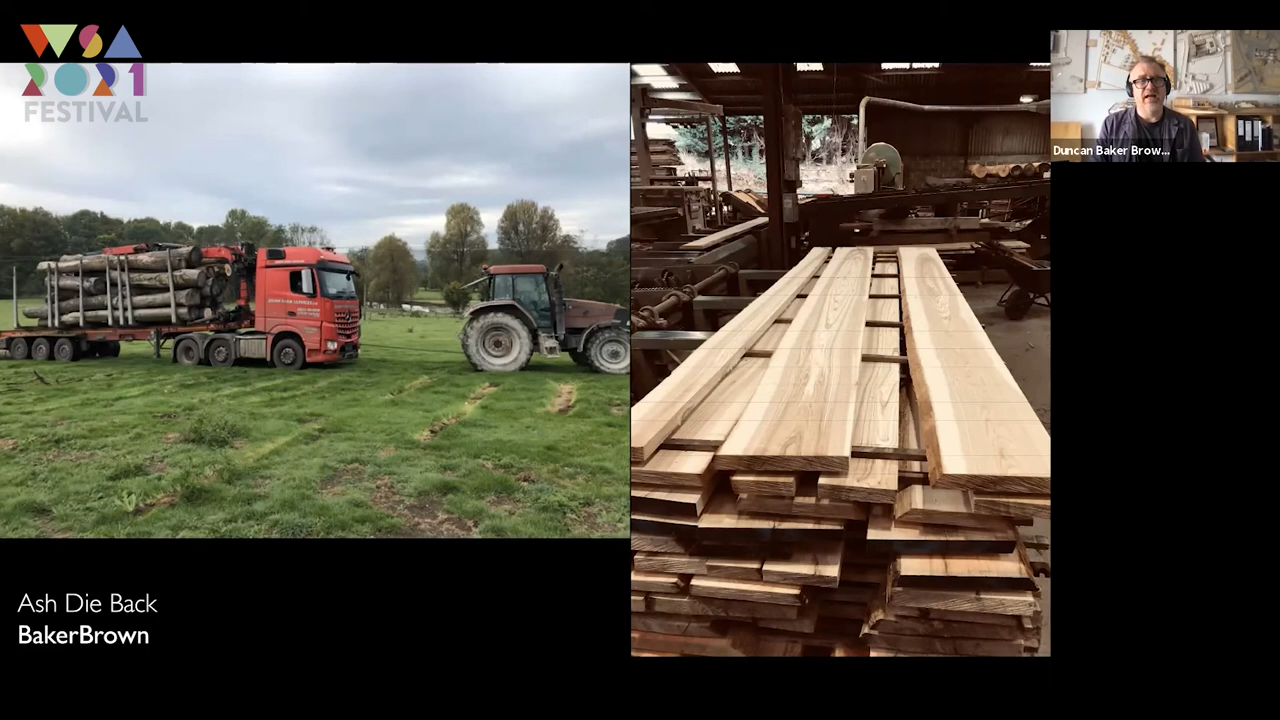 WSA
2021
FESTIVAL
Duncan Baker Brow...
Ash Die Back
BakerBrown